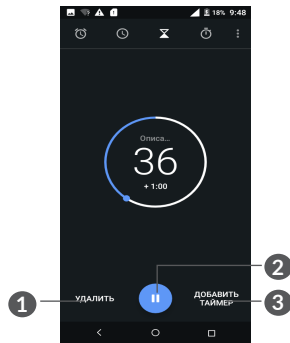 18% 9:48
Описа...
36
+ 1:00
2
УДАЛИТЬ
ДОБАВИТЬ
ТАЙМЕР
1
3